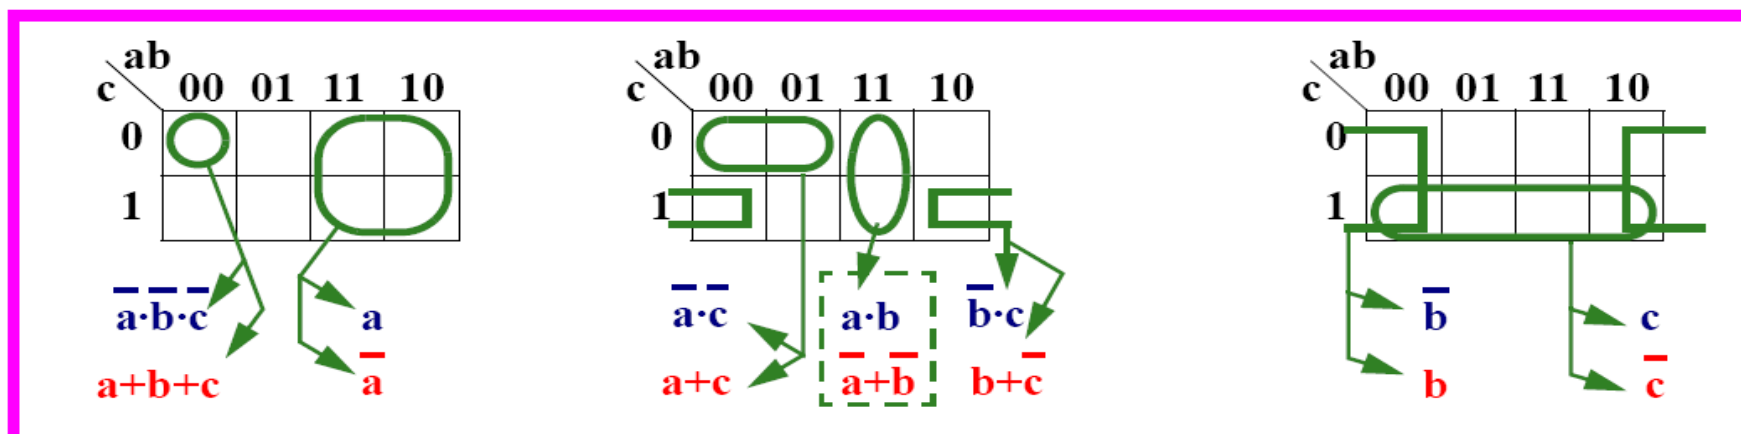 ab ab ab
c 00 01 11 10 c 00 01 11 10 c 00 01 11 10
0 0 0
1 1 1
a̅·b̅·c̅ a a̅·c̅ a·b b̅·c b̅ c
a+b+c a̅ a+c a̅+b̅ b+c̅ b c̅